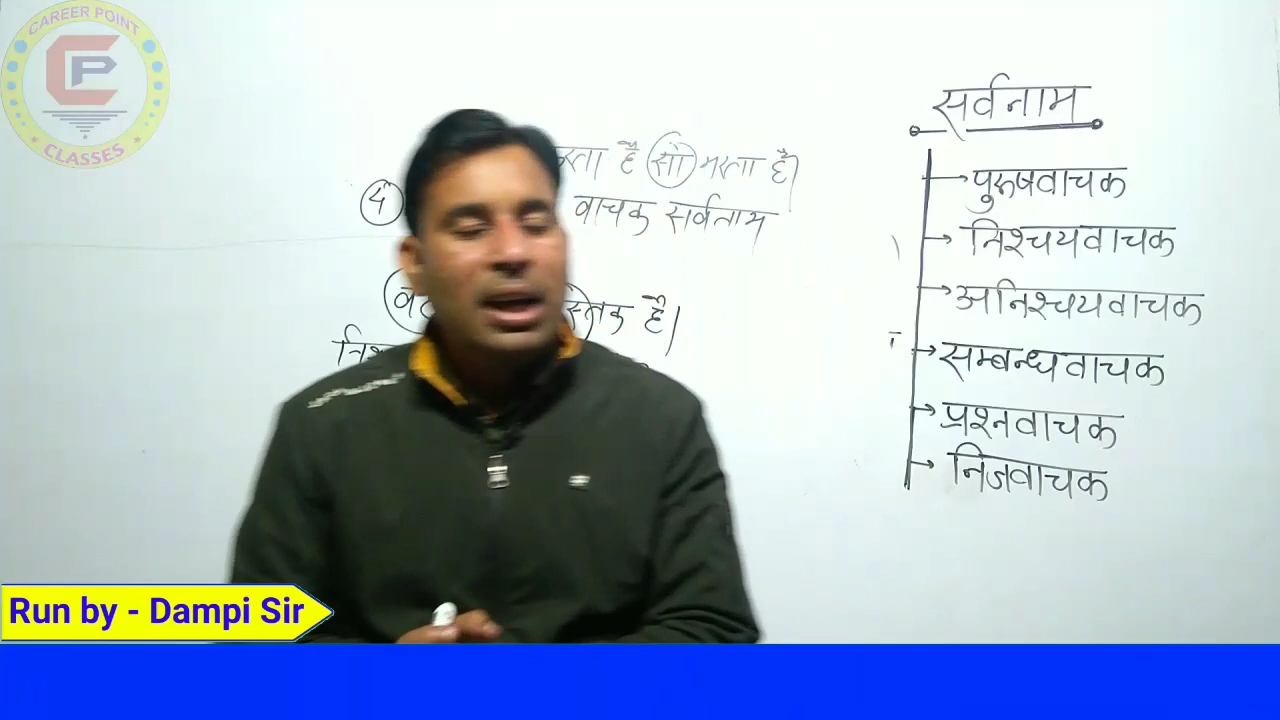 CAREER POINT
CP
CLASSES
है सो मरता है।
4
वाचक सर्वनाम
है।
सर्वनाम
पुरुषवाचक
निश्चयवाचक
अनिश्चयवाचक
सम्बन्धवाचक
प्रश्नवाचक
निजवाचक
Run by - Dampi Sir